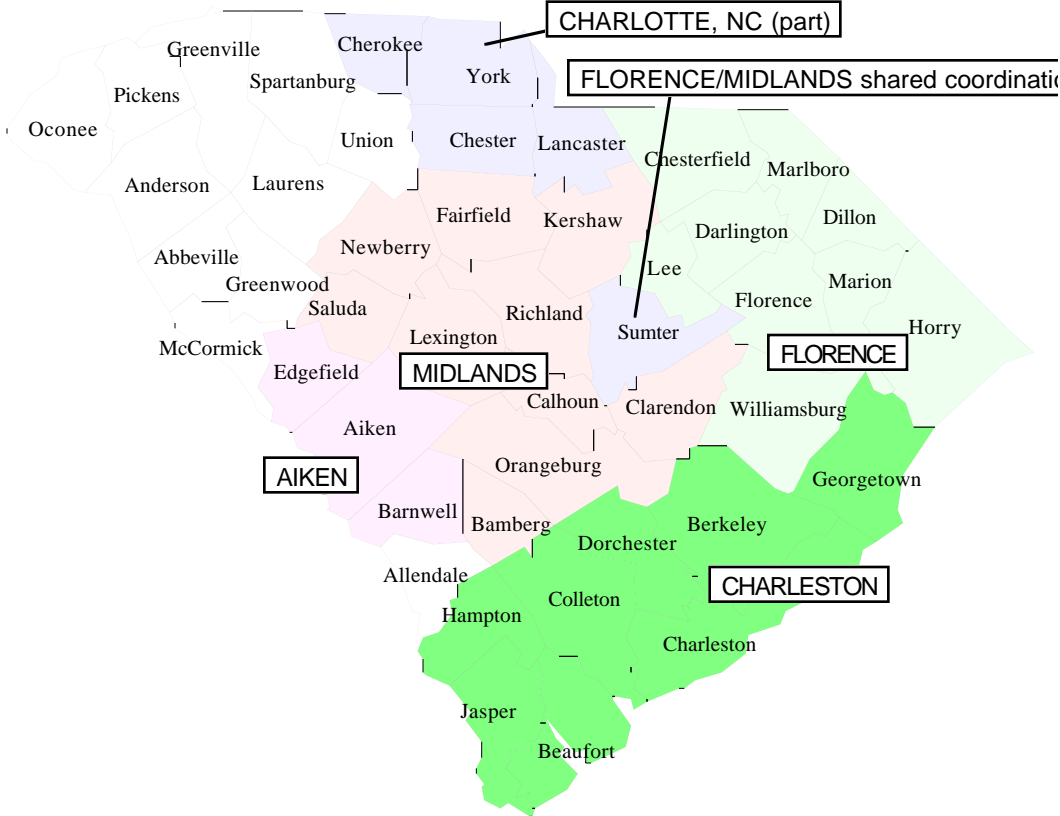 CHARLOTTE, NC (part)
Greenville
Cherokee
York
Spartanburg
FLORENCE/MIDLANDS shared coordinatio
Pickens
Oconee
Union
Chester
Lancaster
Chesterfield
Marlboro
Anderson
Laurens
Fairfield
Kershaw
Darlington
Dillon
Newberry
Abbeville
Lee
Marion
Greenwood
Saluda
Richland
Florence
Lexington
Sumter
Horry
McCormick
FLORENCE
Edgefield
MIDLANDS
Calhoun
Clarendon
Williamsburg
Aiken
Orangeburg
AIKEN
Georgetown
Barnwell
Bamberg
Berkeley
Dorchester
Allendale
CHARLESTON
Colleton
Hampton
Charleston
Jasper
Beaufort